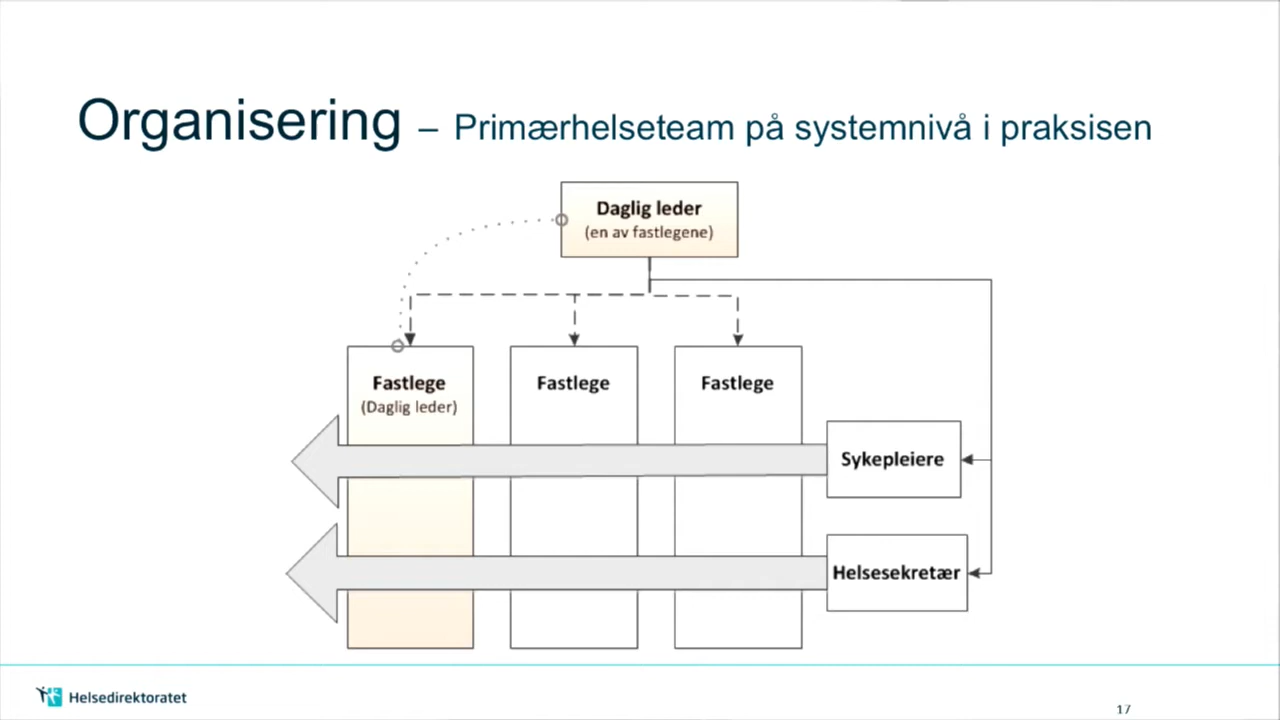 Organisering – Primærhelseteam på systemnivå i praksisen
Daglig leder
(en av fastlegene)
Fastlege
(Daglig leder)
Fastlege
Fastlege
Sykepleiere
Helsesekretær
Helsedirektoratet
17